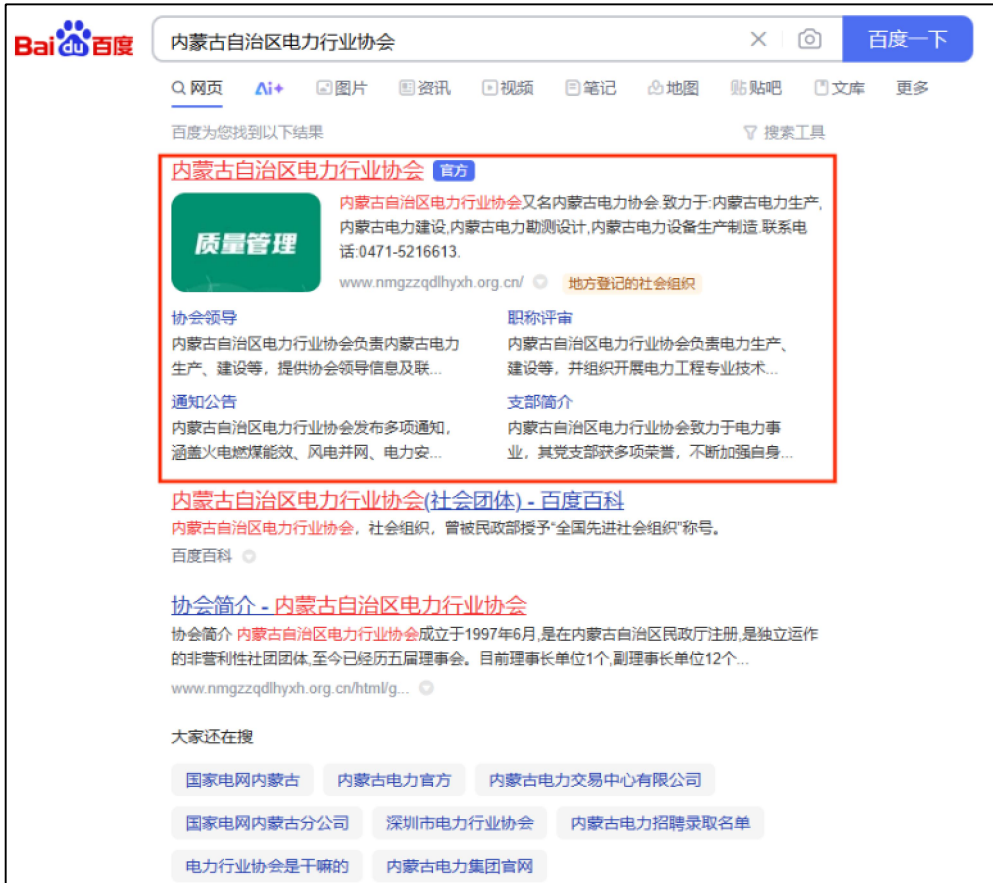 Bai du 百度
内蒙古自治区电力行业协会
百度一下
网页 Ai+ 图片 资讯 视频 笔记 地图 贴吧 文库 更多
百度为您找到以下结果
搜索工具
内蒙古自治区电力行业协会 官方
质量管理
内蒙古自治区电力行业协会又名内蒙古电力协会.致力于:内蒙古电力生产,
内蒙古电力建设,内蒙古电力勘测设计,内蒙古电力设备生产制造.联系电
话:0471-5216613.
www.nmgzzqdlhyxh.org.cn/ 地方登记的社会组织
协会领导
内蒙古自治区电力行业协会负责内蒙古电力
生产、建设等，提供协会领导信息及联...
职称评审
内蒙古自治区电力行业协会负责电力生产、
建设等，并组织开展电力工程专业技术...
通知公告
内蒙古自治区电力行业协会发布多项通知，
涵盖火电燃煤能效、风电并网、电力安...
支部简介
内蒙古自治区电力行业协会致力于电力事
业，其党支部获多项荣誉，不断加强自身...
内蒙古自治区电力行业协会(社会团体) - 百度百科
内蒙古自治区电力行业协会，社会组织，曾被民政部授予“全国先进社会组织”称号。
百度百科
协会简介 - 内蒙古自治区电力行业协会
协会简介 内蒙古自治区电力行业协会成立于1997年6月,是在内蒙古自治区民政厅注册,是独立运作
的非营利性社团团体,至今已经历五届理事会。目前理事长单位1个,副理事长单位12个...
www.nmgzzqdlhyxh.org.cn/html/g...
大家还在搜
国家电网内蒙古 内蒙古电力官方 内蒙古电力交易中心有限公司
国家电网内蒙古分公司 深圳市电力行业协会 内蒙古电力招聘录取名单
电力行业协会是干嘛的 内蒙古电力集团官网